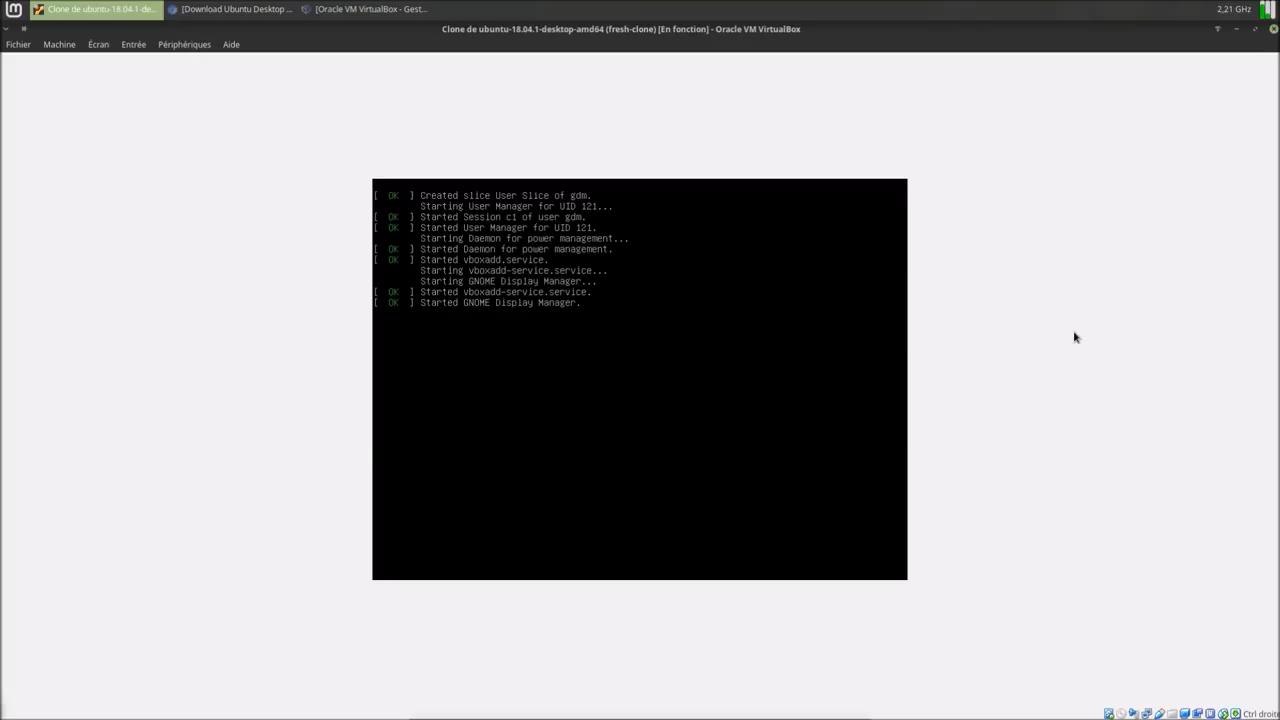 Clone de ubuntu-18.04.1-de...
[Download Ubuntu Desktop ...
[Oracle VM VirtualBox - Gest...
2,21 GHz
Clone de ubuntu-18.04.1-desktop-amd64 (fresh-clone) [En fonction] - Oracle VM VirtualBox
Fichier Machine Écran Entrée Périphériques Aide
[  OK  ] Created slice User Slice of gdm.
Starting User Manager for UID 121...
[  OK  ] Started Session c1 of user gdm.
[  OK  ] Started User Manager for UID 121.
Starting Daemon for power management...
[  OK  ] Started Daemon for power management.
[  OK  ] Started vboxadd.service.
Starting vboxadd-service.service...
Starting GNOME Display Manager...
[  OK  ] Started vboxadd-service.service.
[  OK  ] Started GNOME Display Manager.
Ctrl droite